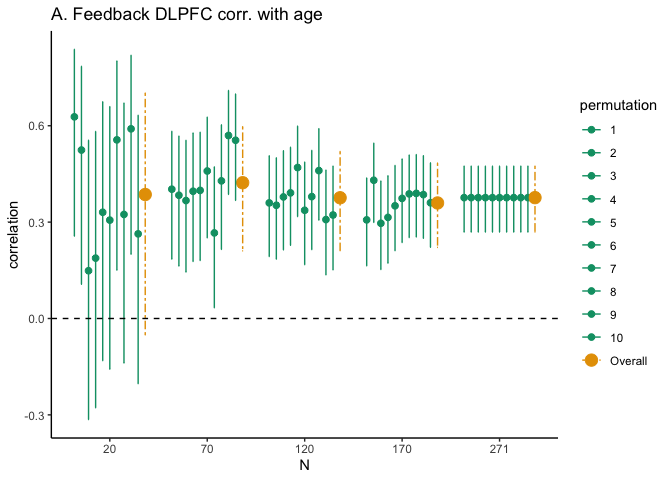 A. Feedback DLPFC corr. with age
correlation
0.6
0.3
0.0
-0.3
20 70 120 170 271
N
permutation
1
2
3
4
5
6
7
8
9
10
Overall